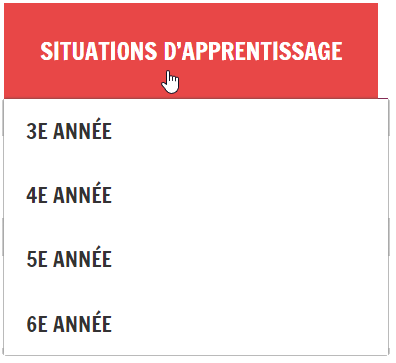 SITUATIONS D'APPRENTISSAGE
3E ANNÉE
4E ANNÉE
5E ANNÉE
6E ANNÉE